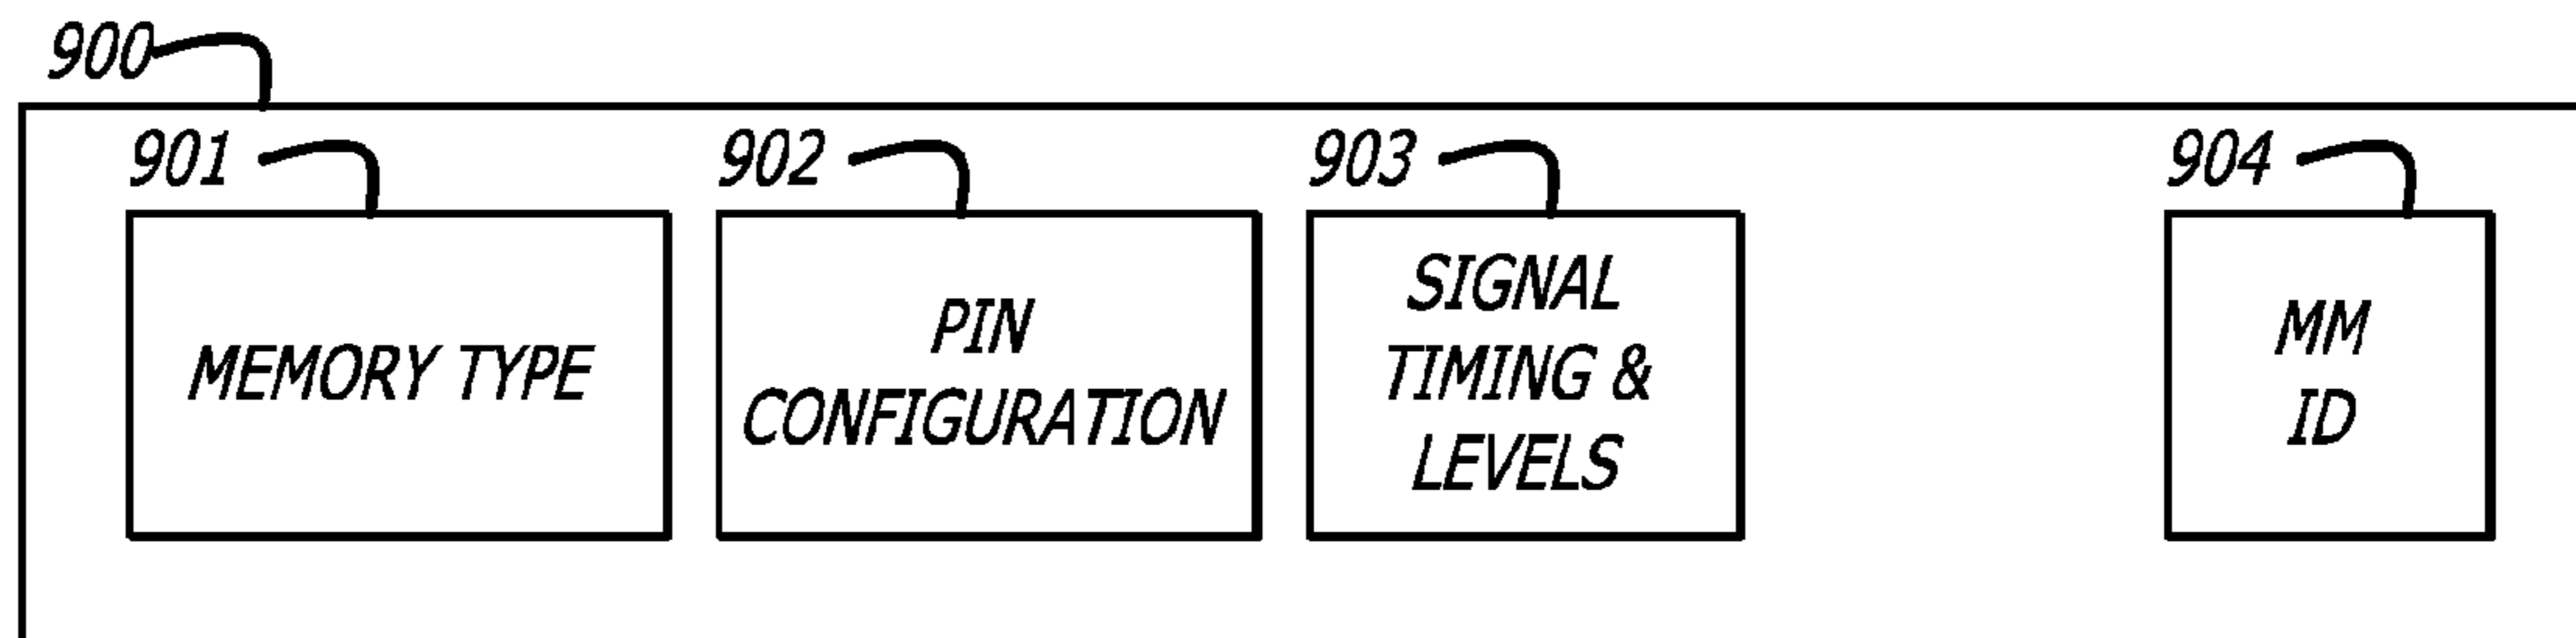 900
901
902
903
904
MEMORY TYPE
PIN
CONFIGURATION
SIGNAL
TIMING &
LEVELS
MM
ID